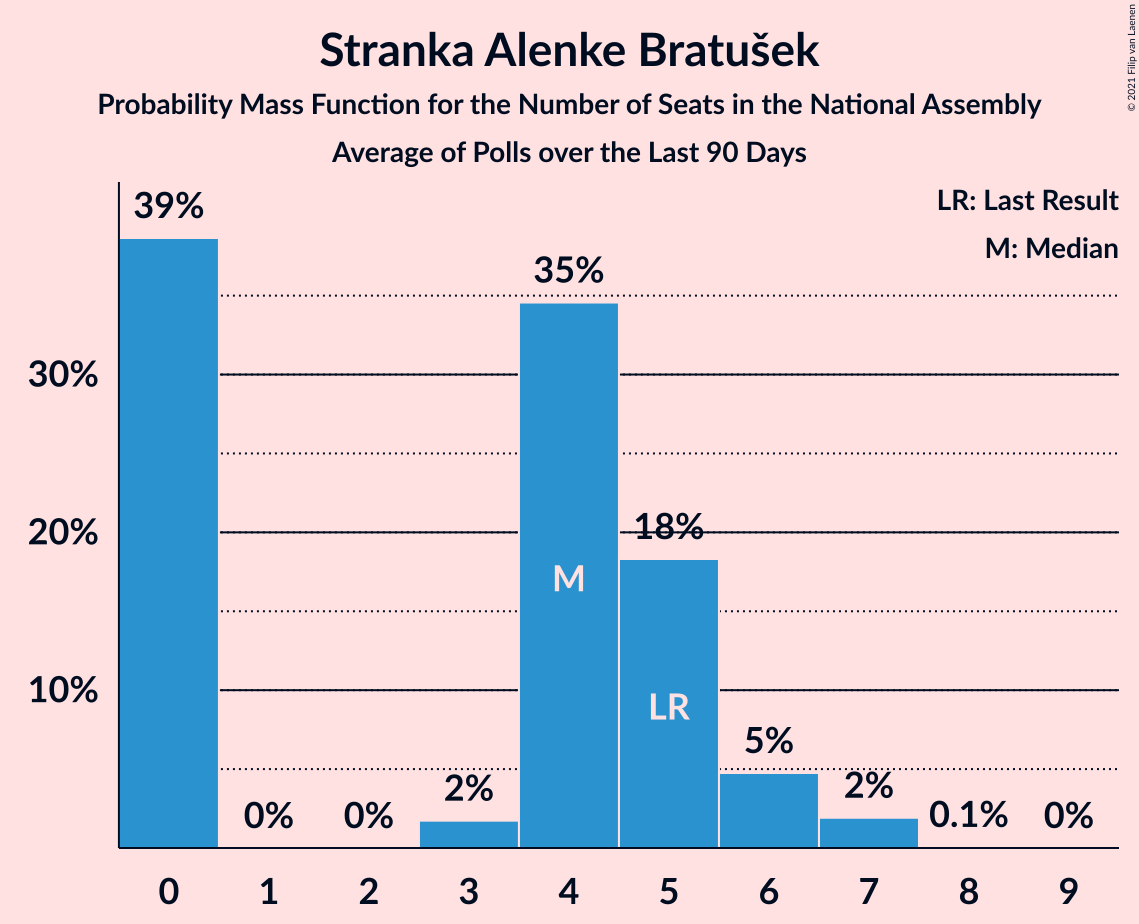 Stranka Alenke Bratušek
Probability Mass Function for the Number of Seats in the National Assembly
Average of Polls over the Last 90 Days
© 2021 Filip van Laenen
LR: Last Result
M: Median
39%
0%
0%
2%
35%
18%
5%
2%
0.1%
0%
30%
20%
10%
M
LR
0 1 2 3 4 5 6 7 8 9